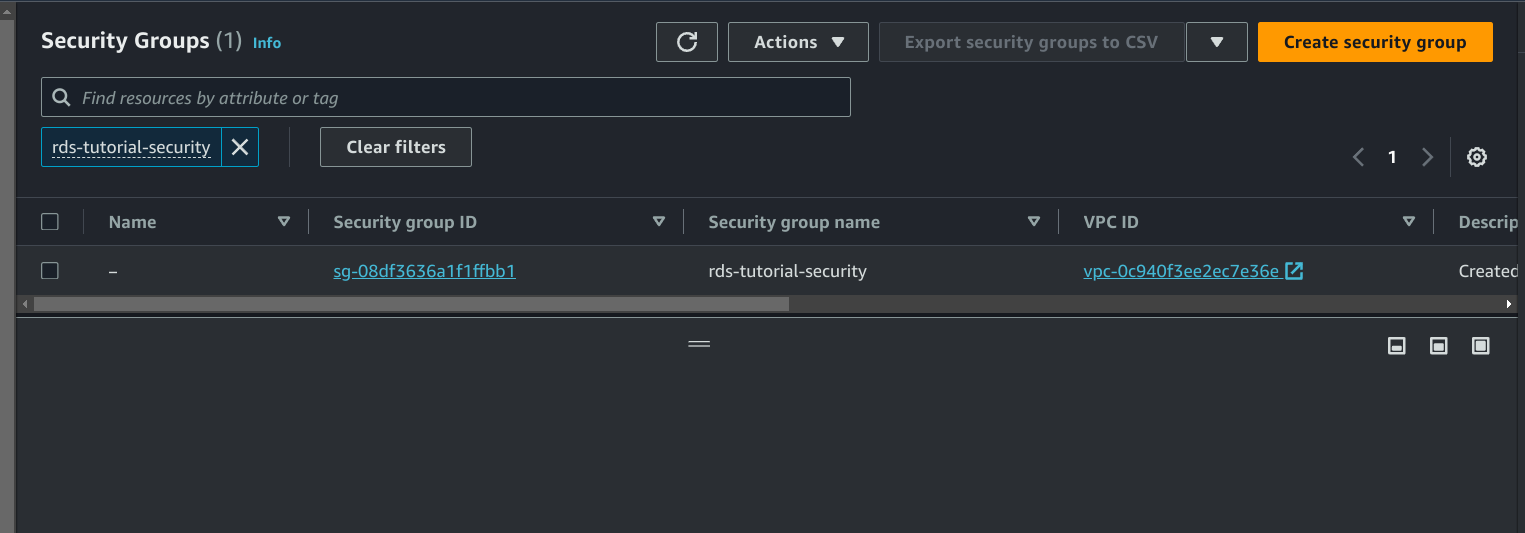 Security Groups (1) Info
Actions
Export security groups to CSV
Create security group
Find resources by attribute or tag
rds-tutorial-security
Clear filters
1
Name
Security group ID
Security group name
VPC ID
Descrip
–
sg-08df3636a1f1ffbb1
rds-tutorial-security
vpc-0c940f3ee2ec7e36e
Created